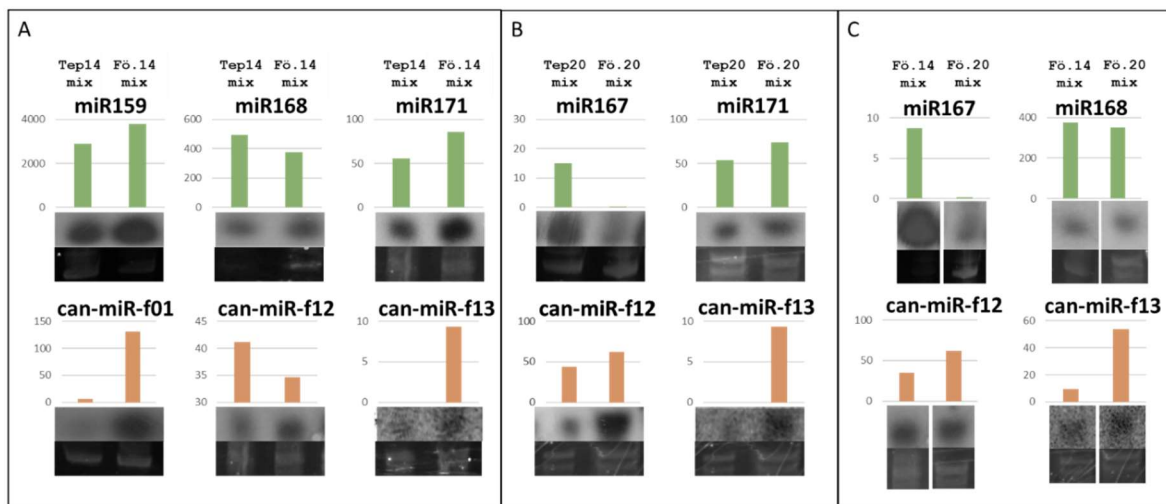 A
Tep14 Fö.14 Tep14 Fö.14 Tep14 Fö.14
mix mix mix mix mix mix
miR159 miR168 miR171
4000 600 100
400
2000 50
200
0 0 0
can-miR-f01 can-miR-f12 can-miR-f13
150 45 10
100 40
5
50 35
0 30 0
B
Tep20 Fö.20 Tep20 Fö.20
mix mix mix mix
miR167 miR171
30 100
20
50
10
0 0
can-miR-f12 can-miR-f13
100 10
50 5
0 0
C
Fö.14 Fö.20 Fö.14 Fö.20
mix mix mix mix
miR167 miR168
10 400
5 200
0 0
can-miR-f12 can-miR-f13
100 60
40
50
20
0 0